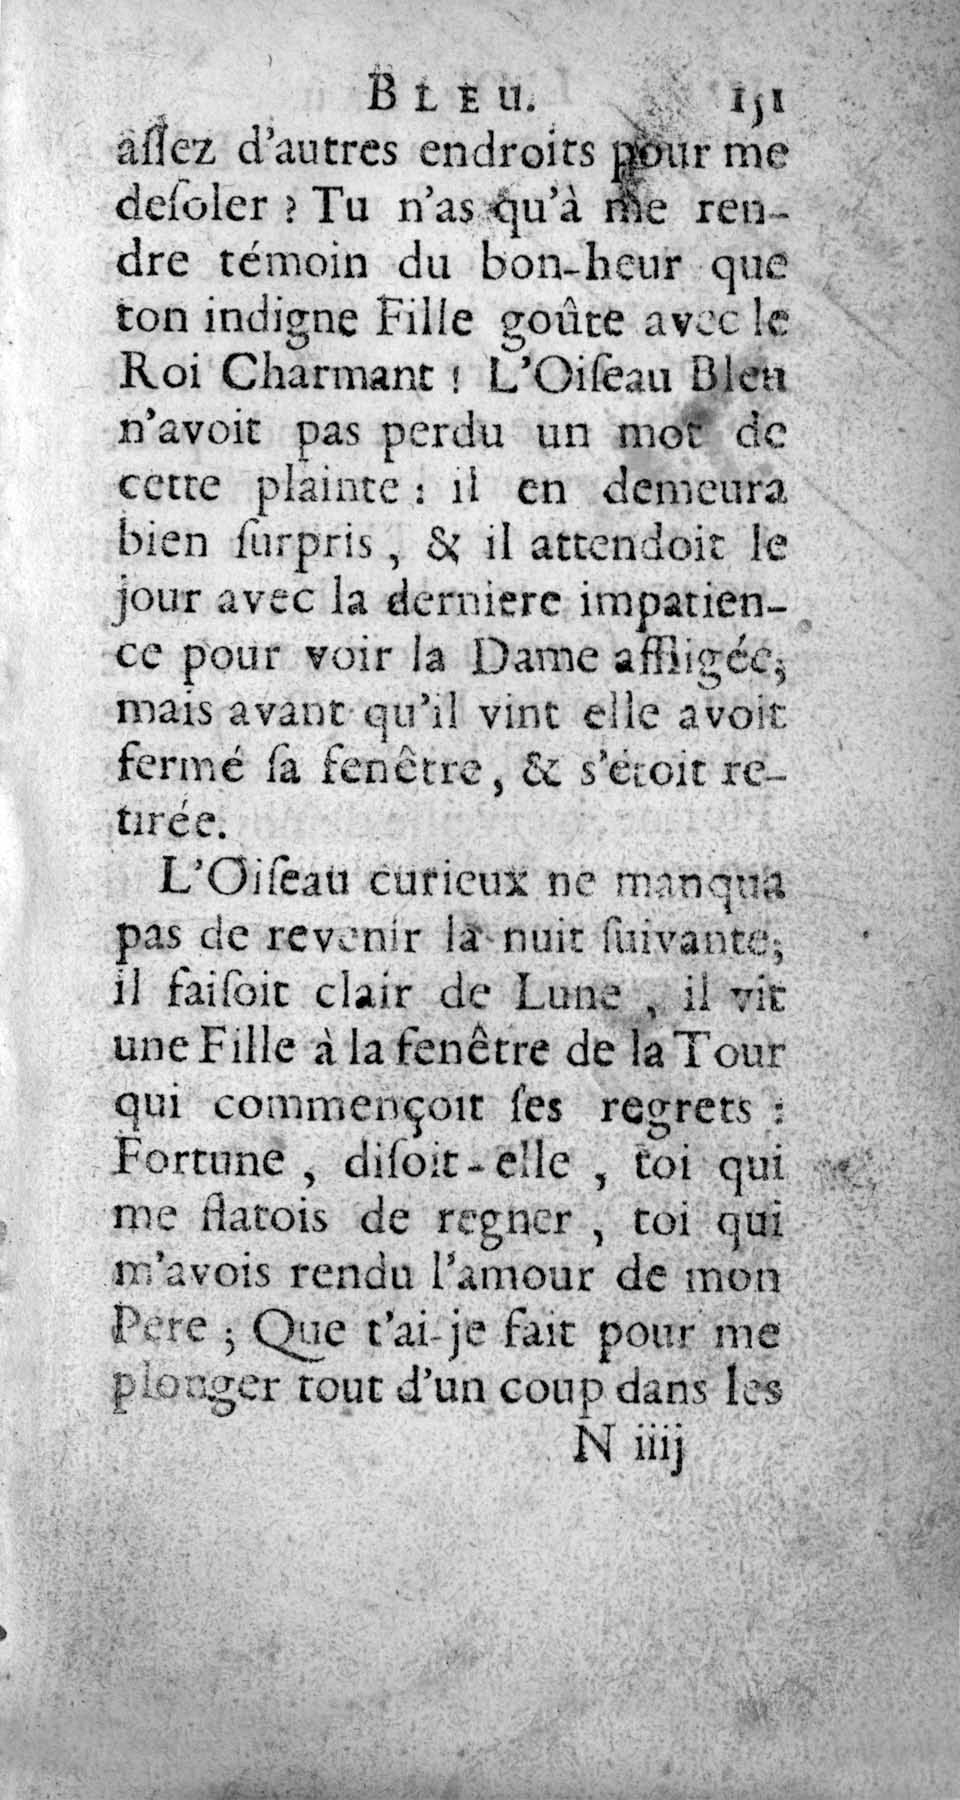 BLEU. 151
aſſez d'autres endroits pour me
deſoler ? Tu n'as qu'à me ren-
dre témoin du bon-heur que
ton indigne Fille goûte avec le
Roi Charmant ! L'Oiſeau Bleu
n'avoit pas perdu un mot de
cette plainte : il en demeura
bien ſurpris, & il attendoit le
jour avec la derniere impatien-
ce pour voir la Dame affligée;
mais avant qu'il vint elle avoit
fermé ſa fenêtre, & s'étoit re-
tirée.
L'Oiſeau curieux ne manqua
pas de revenir la nuit ſuivante;
il faiſoit clair de Lune, il vit
une Fille à la fenêtre de la Tour
qui commençoit ſes regrets :
Fortune, diſoit-elle, toi qui
me flatois de regner, toi qui
m'avois rendu l'amour de mon
Pere ; Que t'ai-je fait pour me
plonger tout d'un coup dans les
N iiij